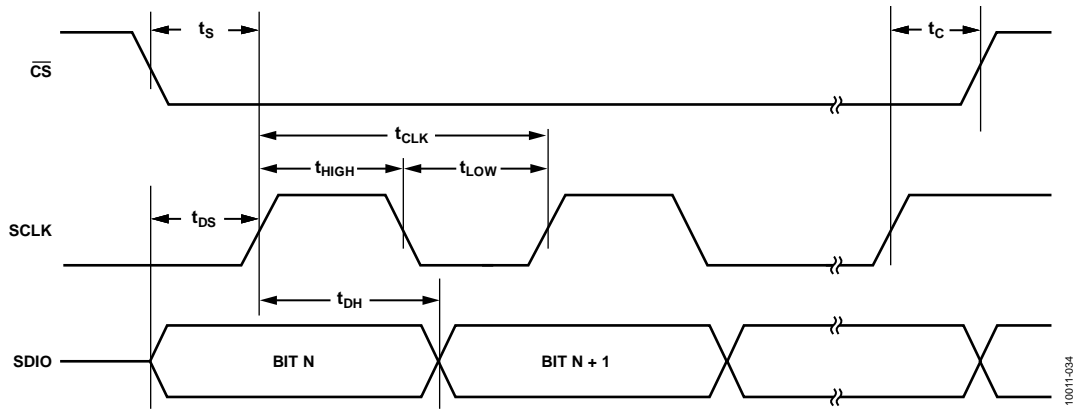 tS
tC
CS
tCLK
tHIGH
tLOW
tDS
SCLK
tDH
SDIO
BIT N
BIT N + 1
10011-034